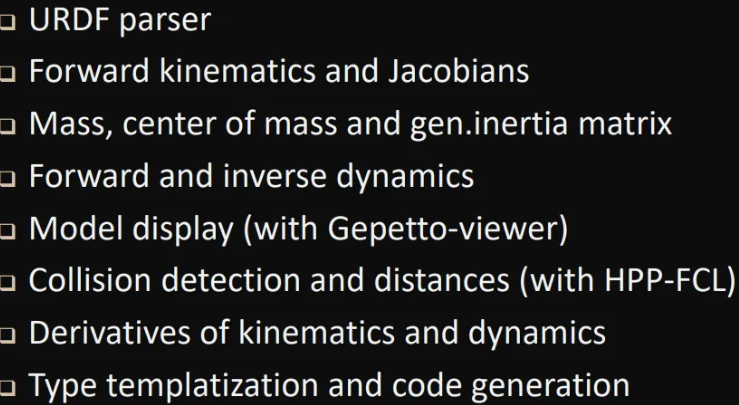 URDF parser
Forward kinematics and Jacobians
Mass, center of mass and gen.inertia matrix
Forward and inverse dynamics
Model display (with Gepetto-viewer)
Collision detection and distances (with HPP-FCL)
Derivatives of kinematics and dynamics
Type templatization and code generation